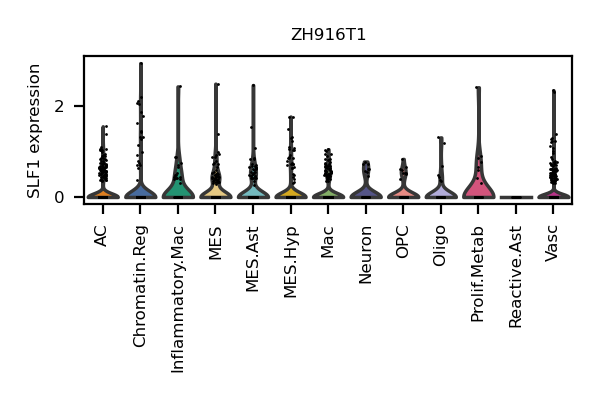 ZH916T1
SLF1 expression
2
0
AC
Chromatin.Reg
Inflammatory.Mac
MES
MES.Ast
MES.Hyp
Mac
Neuron
OPC
Oligo
Prolif.Metab
Reactive.Ast
Vasc